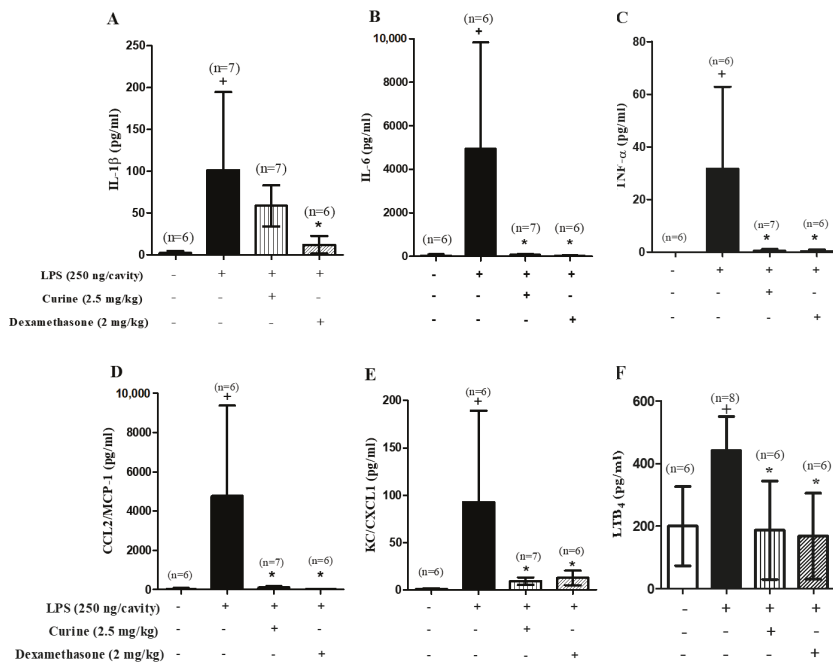 A
IL-1β (pg/ml)
250
200
150
100
50
0
(n=6)
(n=7)
+
(n=7)
(n=6)
*
B
IL-6 (pg/ml)
10,000
8000
6000
4000
2000
0
(n=6)
(n=6)
+
(n=7)
*
(n=6)
*
C
TNF-α (pg/ml)
80
60
40
20
0
(n=6)
(n=6)
+
(n=7)
*
(n=6)
*
LPS (250 ng/cavity) - + + + - + + + - + + +
Curine (2.5 mg/kg) - - + - - - + - - - + -
Dexamethasone (2 mg/kg) - - - + - - - + - - - +
D
CCL2/MCP-1 (pg/ml)
10,000
8000
6000
4000
2000
0
(n=6)
(n=6)
+
(n=7)
*
(n=6)
*
E
KC/CXCL1 (pg/ml)
200
150
100
50
0
(n=6)
(n=6)
+
(n=7)
*
(n=6)
*
F
LTB4 (pg/ml)
600
400
200
0
(n=6)
(n=8)
+
(n=6)
*
(n=6)
*
LPS (250 ng/cavity) - + + + - + + + - + + +
Curine (2.5 mg/kg) - - + - - - + - - - + -
Dexamethasone (2 mg/kg) - - - + - - - + - - - +